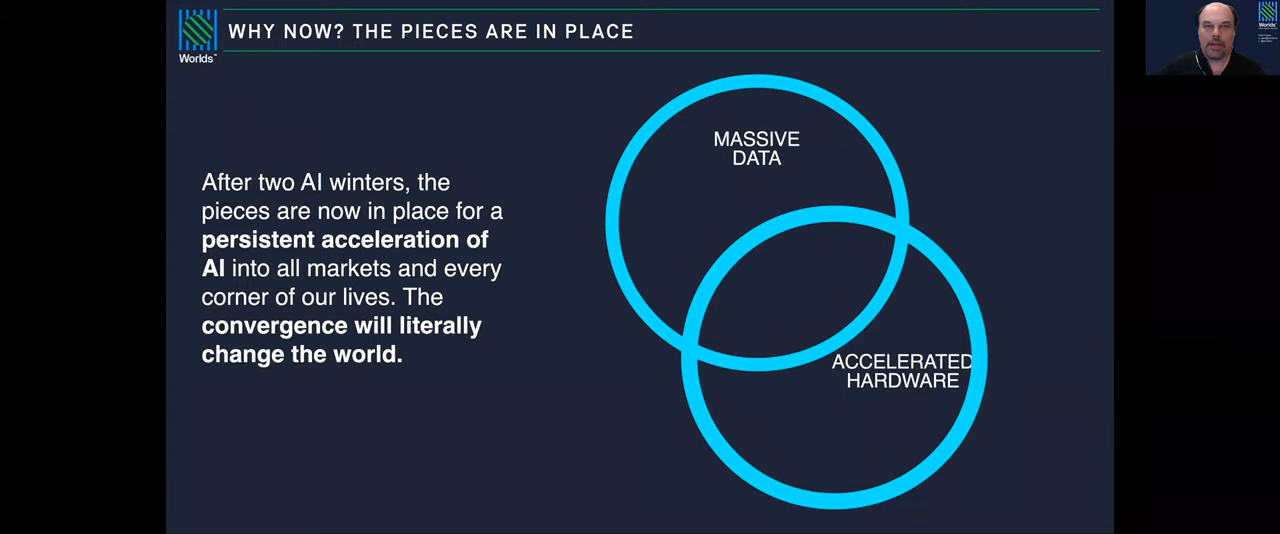 WHY NOW? THE PIECES ARE IN PLACE
Worlds™
After two AI winters, the
pieces are now in place for a
persistent acceleration of
AI into all markets and every
corner of our lives. The
convergence will literally
change the world.
MASSIVE
DATA
ACCELERATED
HARDWARE
Worlds